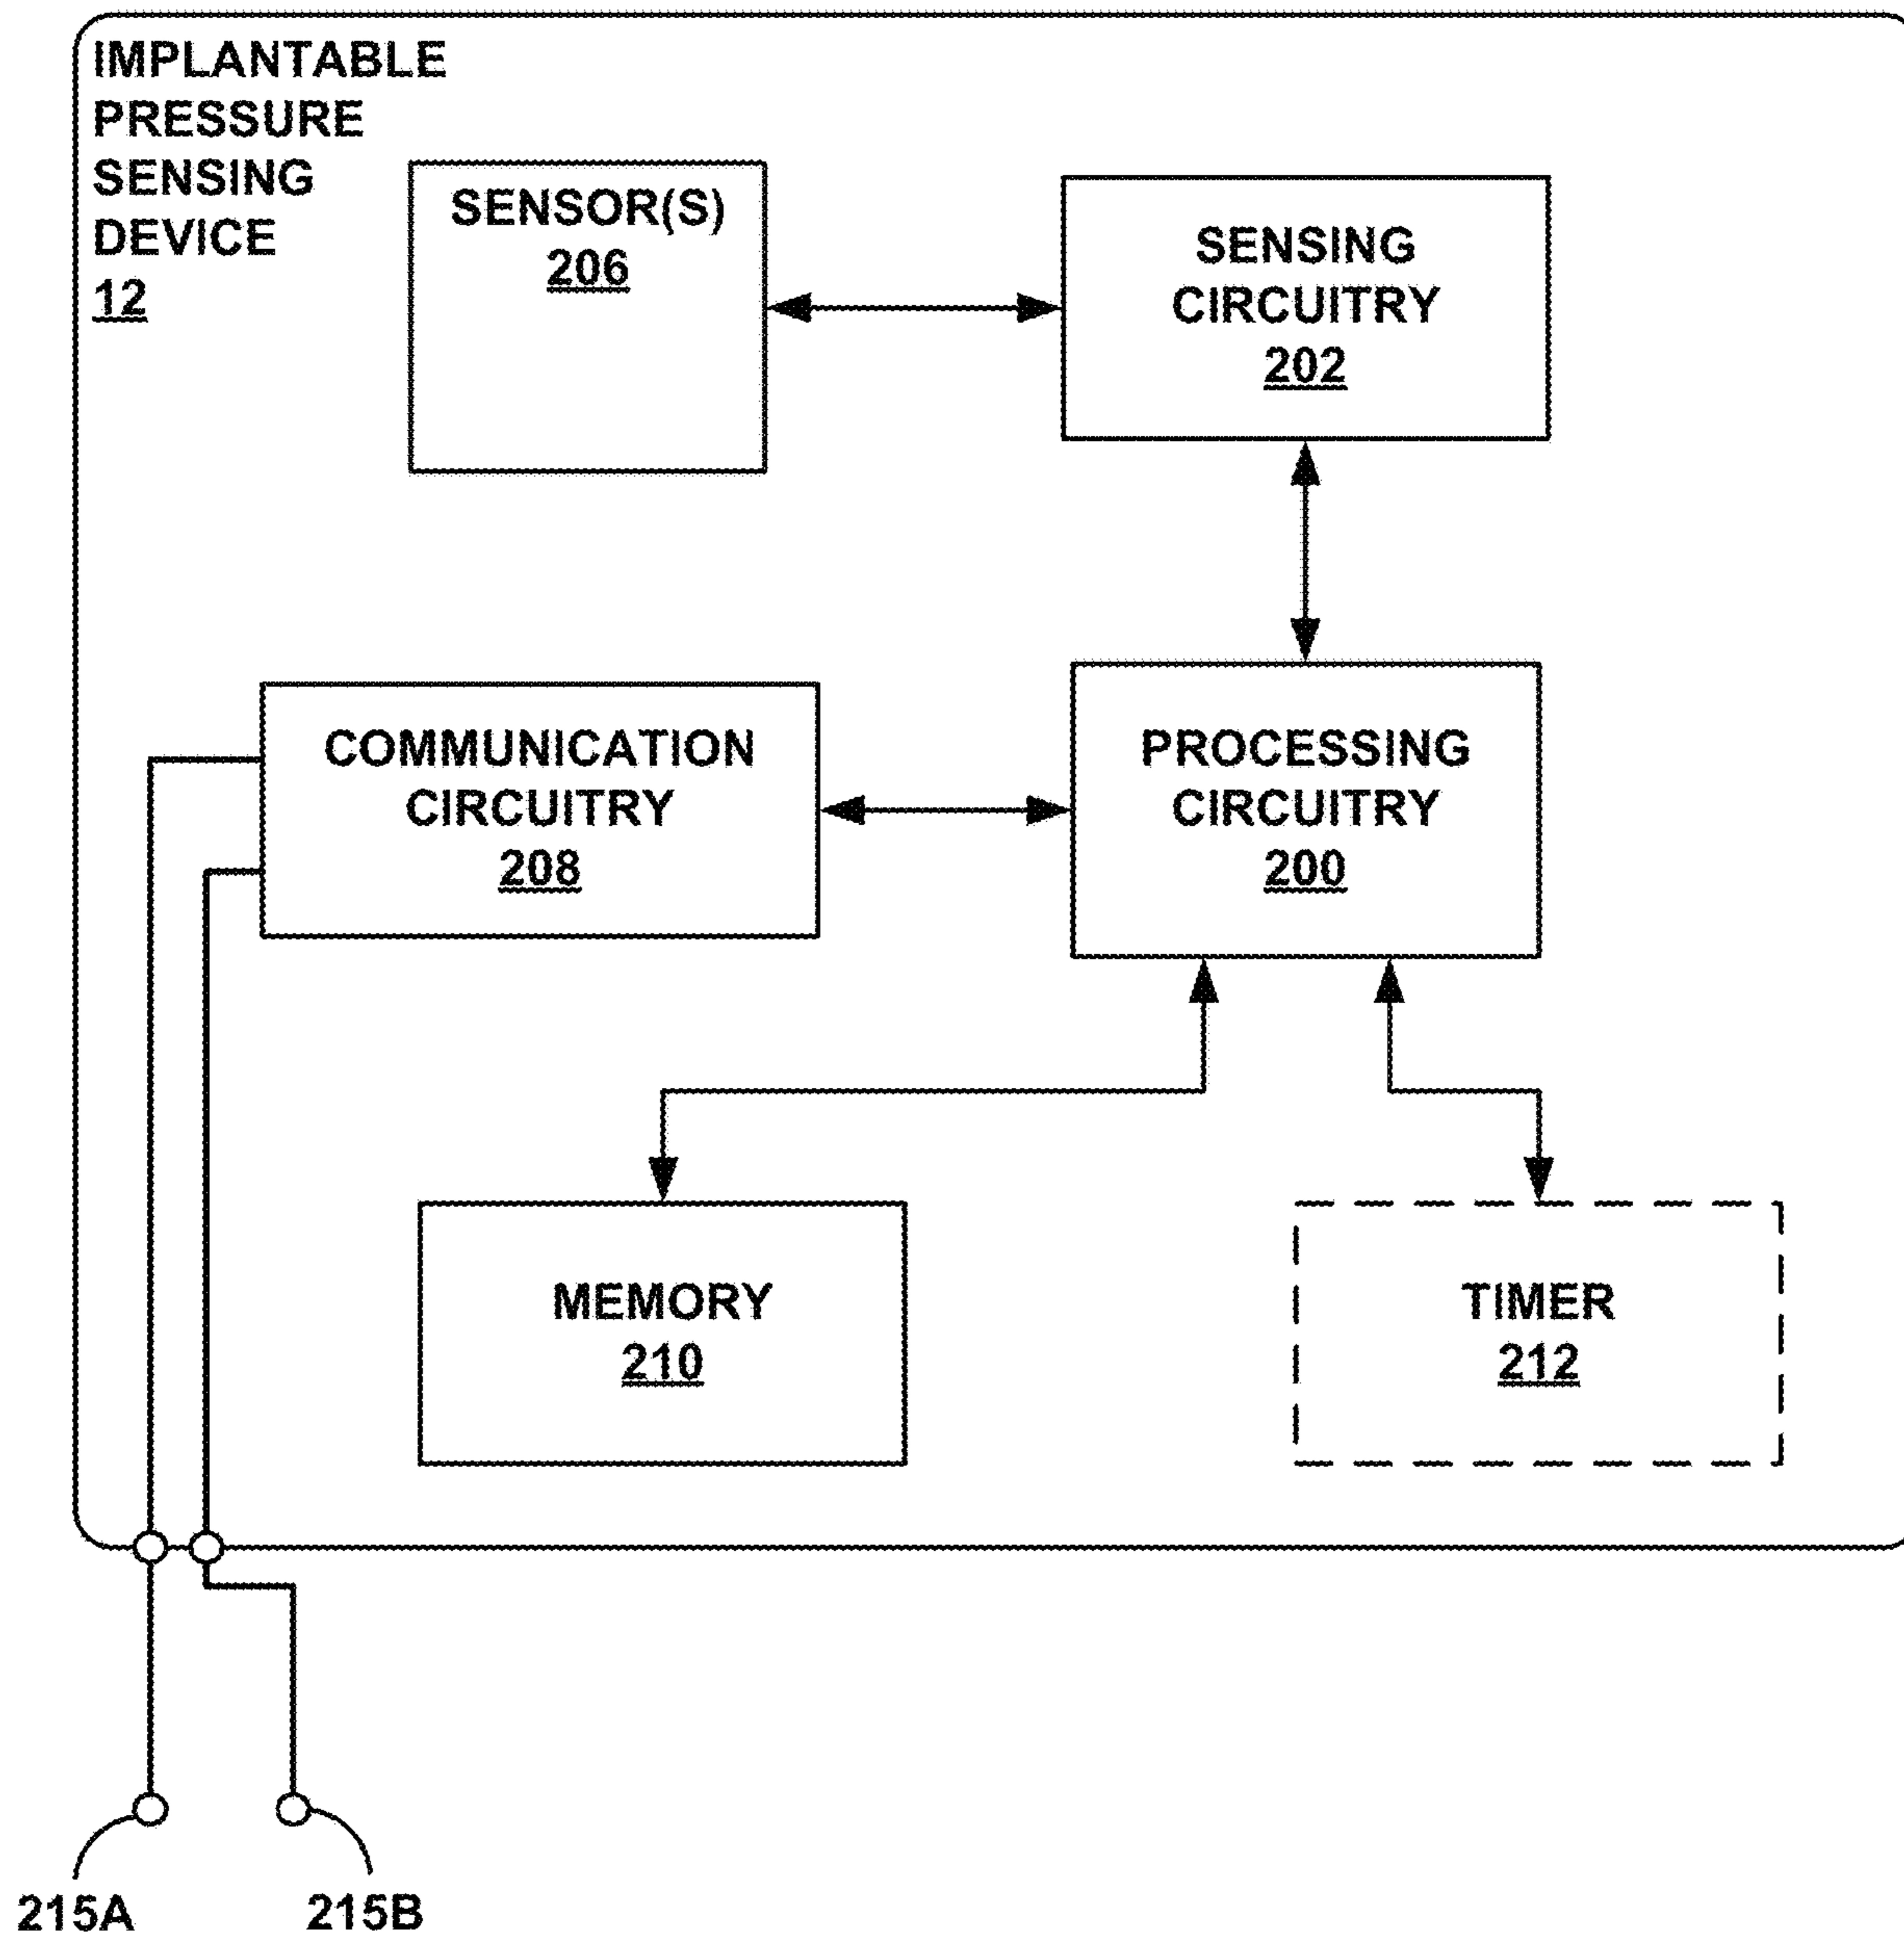 IMPLANTABLE
PRESSURE
SENSING
DEVICE
12
SENSOR(S)
206
SENSING
CIRCUITRY
202
COMMUNICATION
CIRCUITRY
208
PROCESSING
CIRCUITRY
200
MEMORY
210
TIMER
212
215A
215B